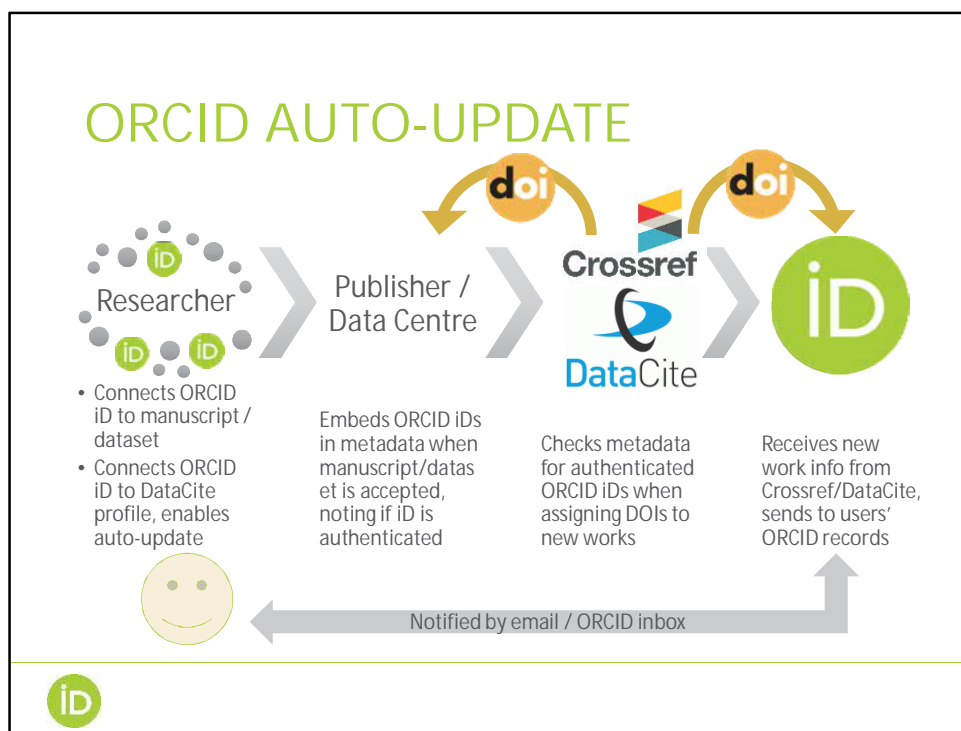 ORCID AUTO-UPDATE
doi
doi
iD
Researcher
iD
iD
Publisher /
Data Centre
Crossref
DataCite
iD
• Connects ORCID
iD to manuscript /
dataset
• Connects ORCID
iD to DataCite
profile, enables
auto-update
Embeds ORCID iDs
in metadata when
manuscript/datas
et is accepted,
noting if iD is
authenticated
Checks metadata
for authenticated
ORCID iDs when
assigning DOIs to
new works
Receives new
work info from
Crossref/DataCite,
sends to users’
ORCID records
Notified by email / ORCID inbox
iD